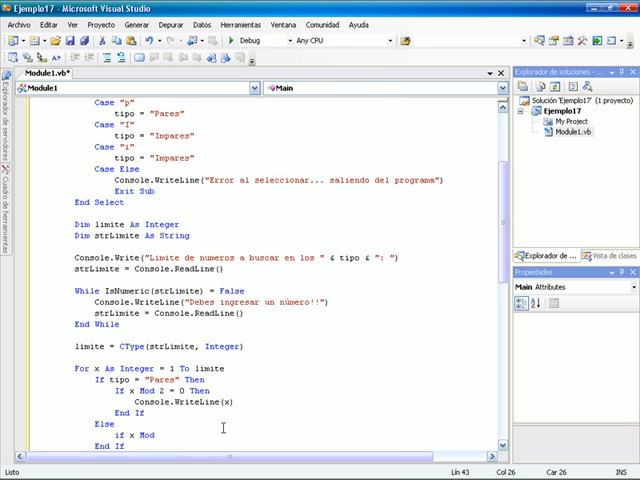 Ejemplo17 - Microsoft Visual Studio
Archivo Editar Ver Proyecto Generar Depurar Datos Herramientas Ventana Comunidad Ayuda
Debug Any CPU
Module1.vb*
Module1 Main
Case "p"
tipo = "Pares"
Case "I"
tipo = "Impares"
Case "i"
tipo = "Impares"
Case Else
Console.WriteLine("Error al seleccionar... saliendo del programa")
Exit Sub
End Select
Dim limite As Integer
Dim strLimite As String
Console.Write("Limite de numeros a buscar en los " & tipo & ": ")
strLimite = Console.ReadLine()
While IsNumeric(strLimite) = False
Console.WriteLine("Debes ingresar un número!!")
strLimite = Console.ReadLine()
End While
limite = CType(strLimite, Integer)
For x As Integer = 1 To limite
If tipo = "Pares" Then
If x Mod 2 = 0 Then
Console.WriteLine(x)
End If
Else
if x Mod
End If
Explorador de servidores
Cuadro de herramientas
Explorador de soluciones -
Solución 'Ejemplo17' (1 proyecto)
Ejemplo17
My Project
Module1.vb
Explorador de ...
Vista de clases
Propiedades
Main Attributes
Listo Lín 43 Col 26 Car 26 INS